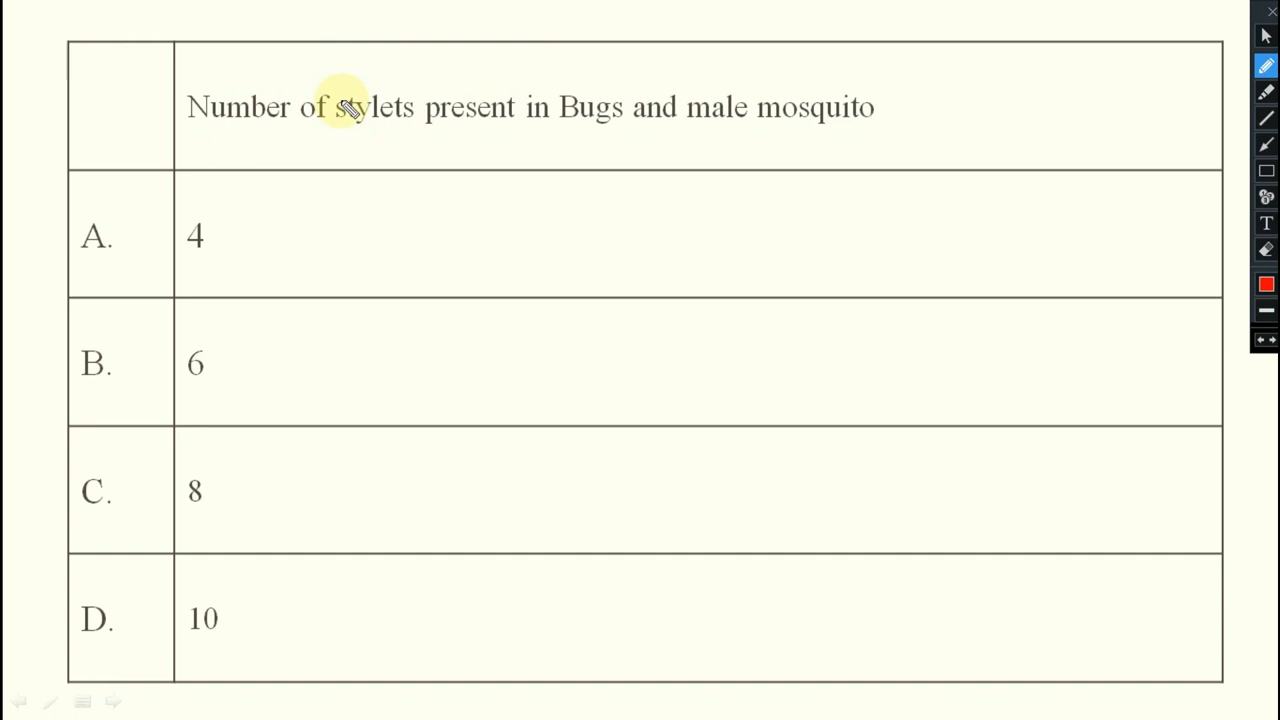 Number of stylets present in Bugs and male mosquito
A. 4
B. 6
C. 8
D. 10
T